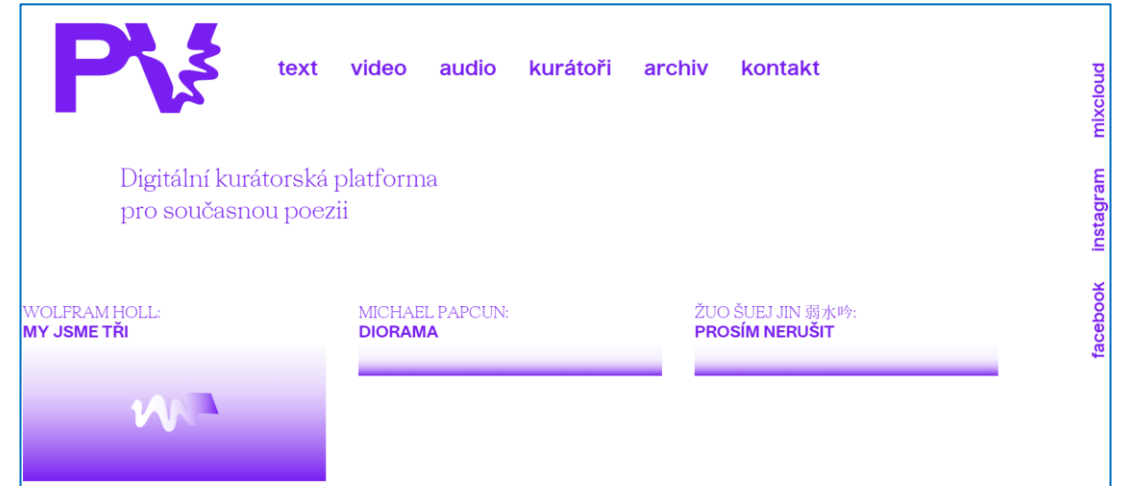 PV
text video audio kurátoři archiv kontakt
Digitální kurátorská platforma
pro současnou poezii
WOLFRAM HOLL:
MY JSME TŘI
MICHAEL PAPCUN:
DIORAMA
ŽUO ŠUEJ JIN 弱水吟:
PROSÍM NERUŠIT
mixcloud
instagram
facebook